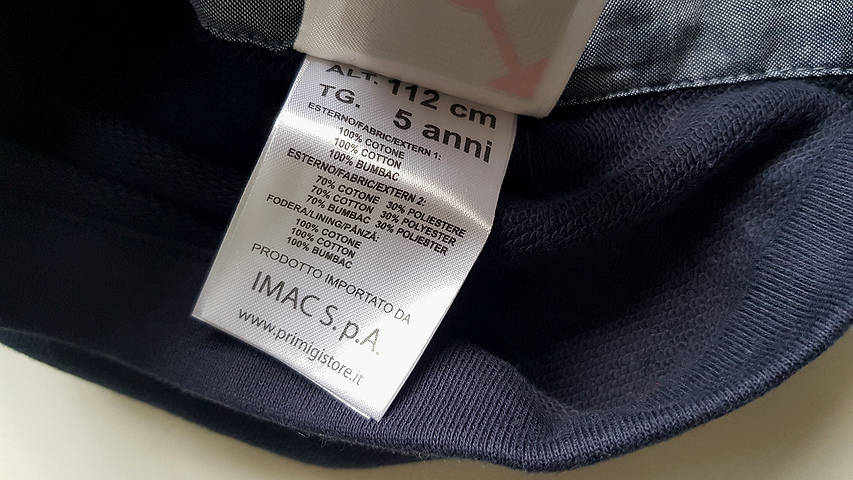 ALT. 112 cm
TG. 5 anni
ESTERNO/FABRIC/EXTERN 1:
100% COTONE
100% COTTON
100% BUMBAC
ESTERNO/FABRIC/EXTERN 2:
70% COTONE 30% POLIESTERE
70% COTTON 30% POLYESTER
70% BUMBAC 30% POLIESTER
FODERA/LINING/PÂNZĂ:
100% COTONE
100% COTTON
100% BUMBAC
PRODOTTO IMPORTATO DA
IMAC S.p.A.
www.primigistore.it